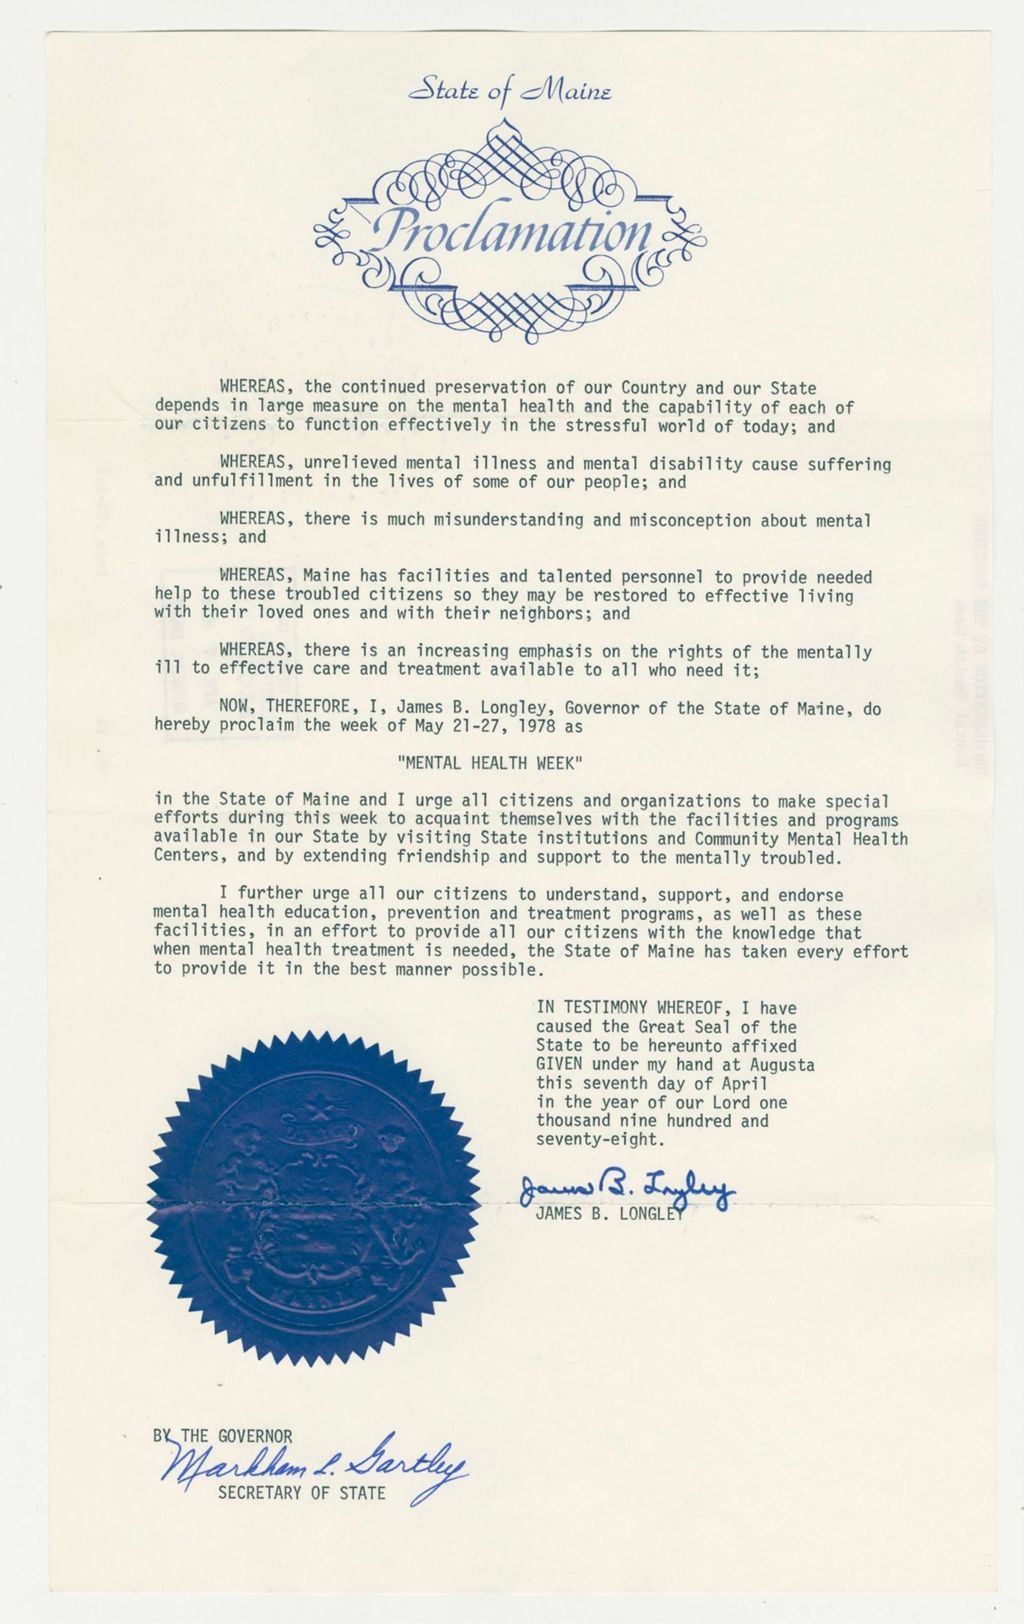 State of Maine
Proclamation
WHEREAS, the continued preservation of our Country and our State
depends in large measure on the mental health and the capability of each of
our citizens to function effectively in the stressful world of today; and
WHEREAS, unrelieved mental illness and mental disability cause suffering
and unfulfillment in the lives of some of our people; and
WHEREAS, there is much misunderstanding and misconception about mental
illness; and
WHEREAS, Maine has facilities and talented personnel to provide needed
help to these troubled citizens so they may be restored to effective living
with their loved ones and with their neighbors; and
WHEREAS, there is an increasing emphasis on the rights of the mentally
ill to effective care and treatment available to all who need it;
NOW, THEREFORE, I, James B. Longley, Governor of the State of Maine, do
hereby proclaim the week of May 21-27, 1978 as
"MENTAL HEALTH WEEK"
in the State of Maine and I urge all citizens and organizations to make special
efforts during this week to acquaint themselves with the facilities and programs
available in our State by visiting State institutions and Community Mental Health
Centers, and by extending friendship and support to the mentally troubled.
I further urge all our citizens to understand, support, and endorse
mental health education, prevention and treatment programs, as well as these
facilities, in an effort to provide all our citizens with the knowledge that
when mental health treatment is needed, the State of Maine has taken every effort
to provide it in the best manner possible.
IN TESTIMONY WHEREOF, I have
caused the Great Seal of the
State to be hereunto affixed
GIVEN under my hand at Augusta
this seventh day of April
in the year of our Lord one
thousand nine hundred and
seventy-eight.
James B. Longley
JAMES B. LONGLEY
MAINE
BY THE GOVERNOR
Markham L. Gartley
SECRETARY OF STATE